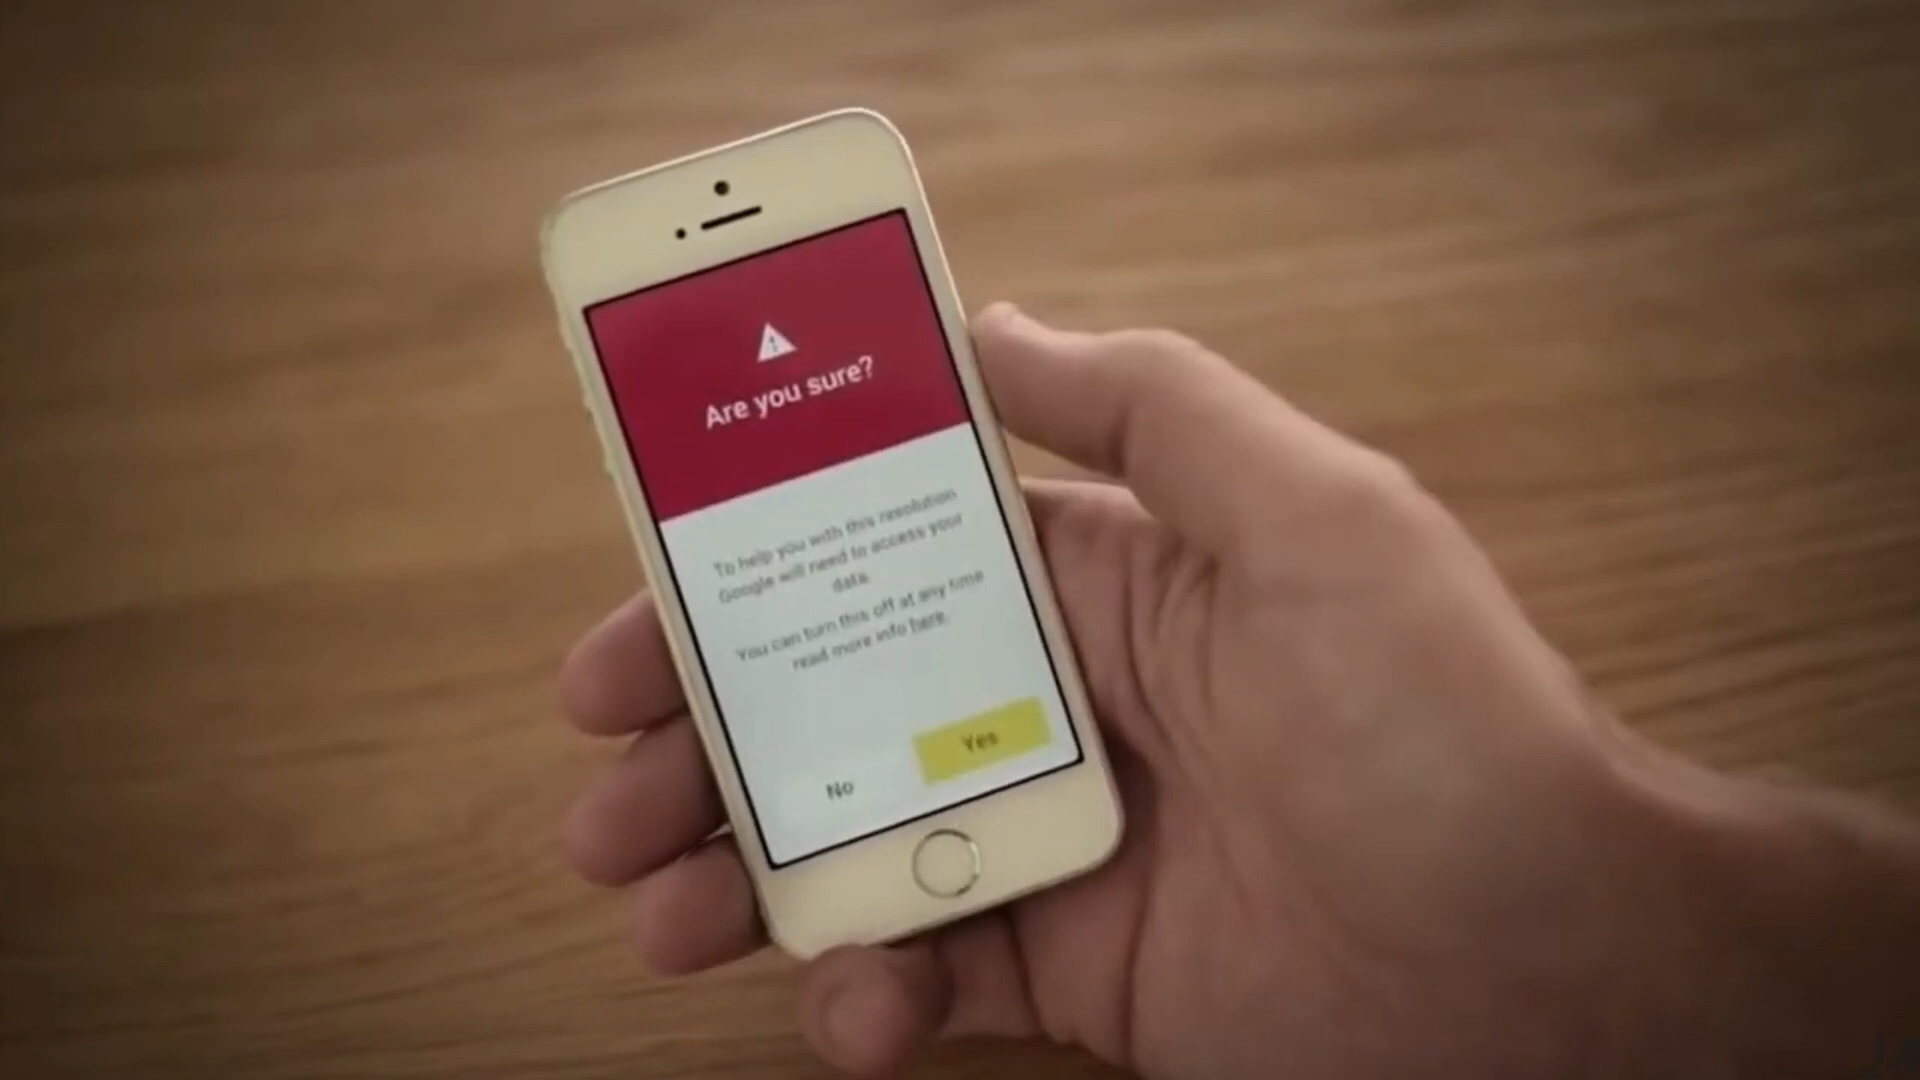 Are you sure?
To help you with this resolution
Google will need to access your
data.
You can turn this off at any time
read more info here.
No
Yes